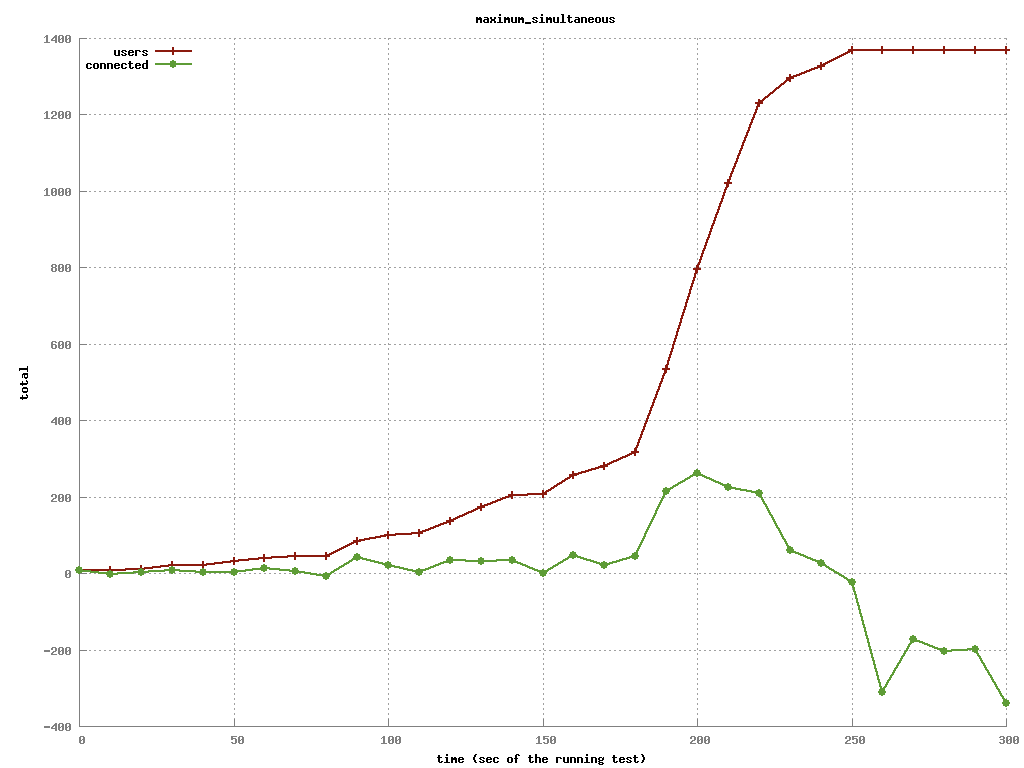 maximum_simultaneous
1400
users
connected
1200
1000
800
600
total
400
200
0
-200
-400
0 50 100 150 200 250 300
time (sec of the running test)